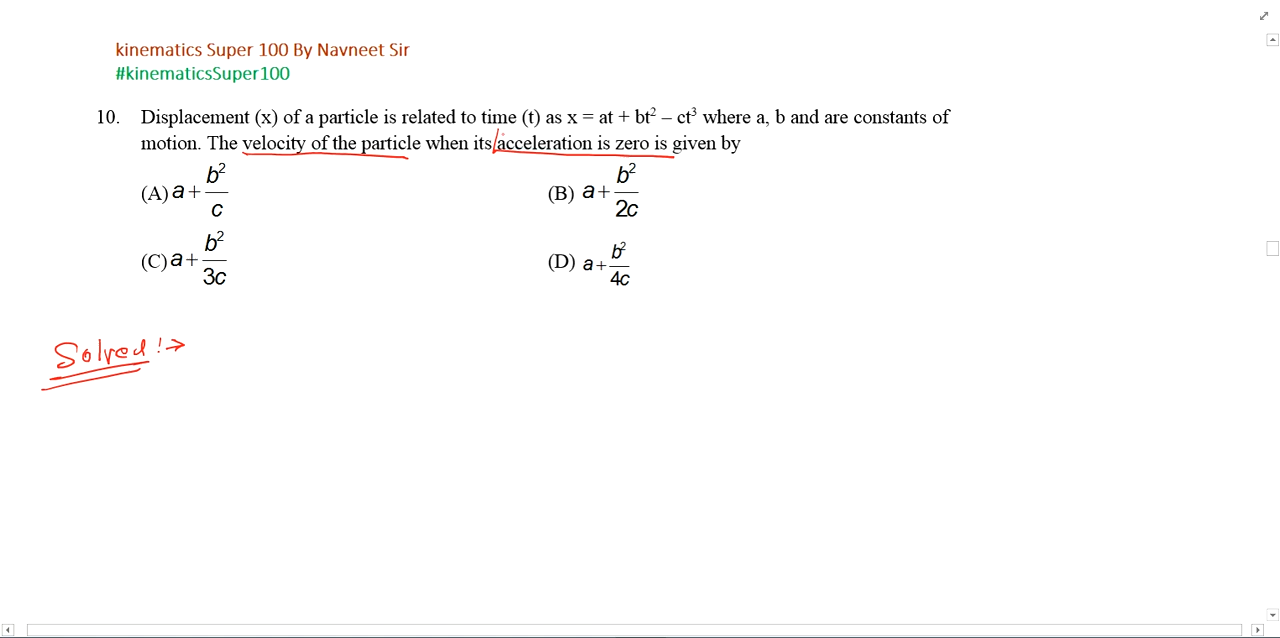 kinematics Super 100 By Navneet Sir
#kinematicsSuper100
10. Displacement (x) of a particle is related to time (t) as x = at + bt² – ct³ where a, b and are constants of
motion. The velocity of the particle when its acceleration is zero is given by
(A) a + b²/c (B) a + b²/2c
(C) a + b²/3c (D) a + b²/4c
Solved :→